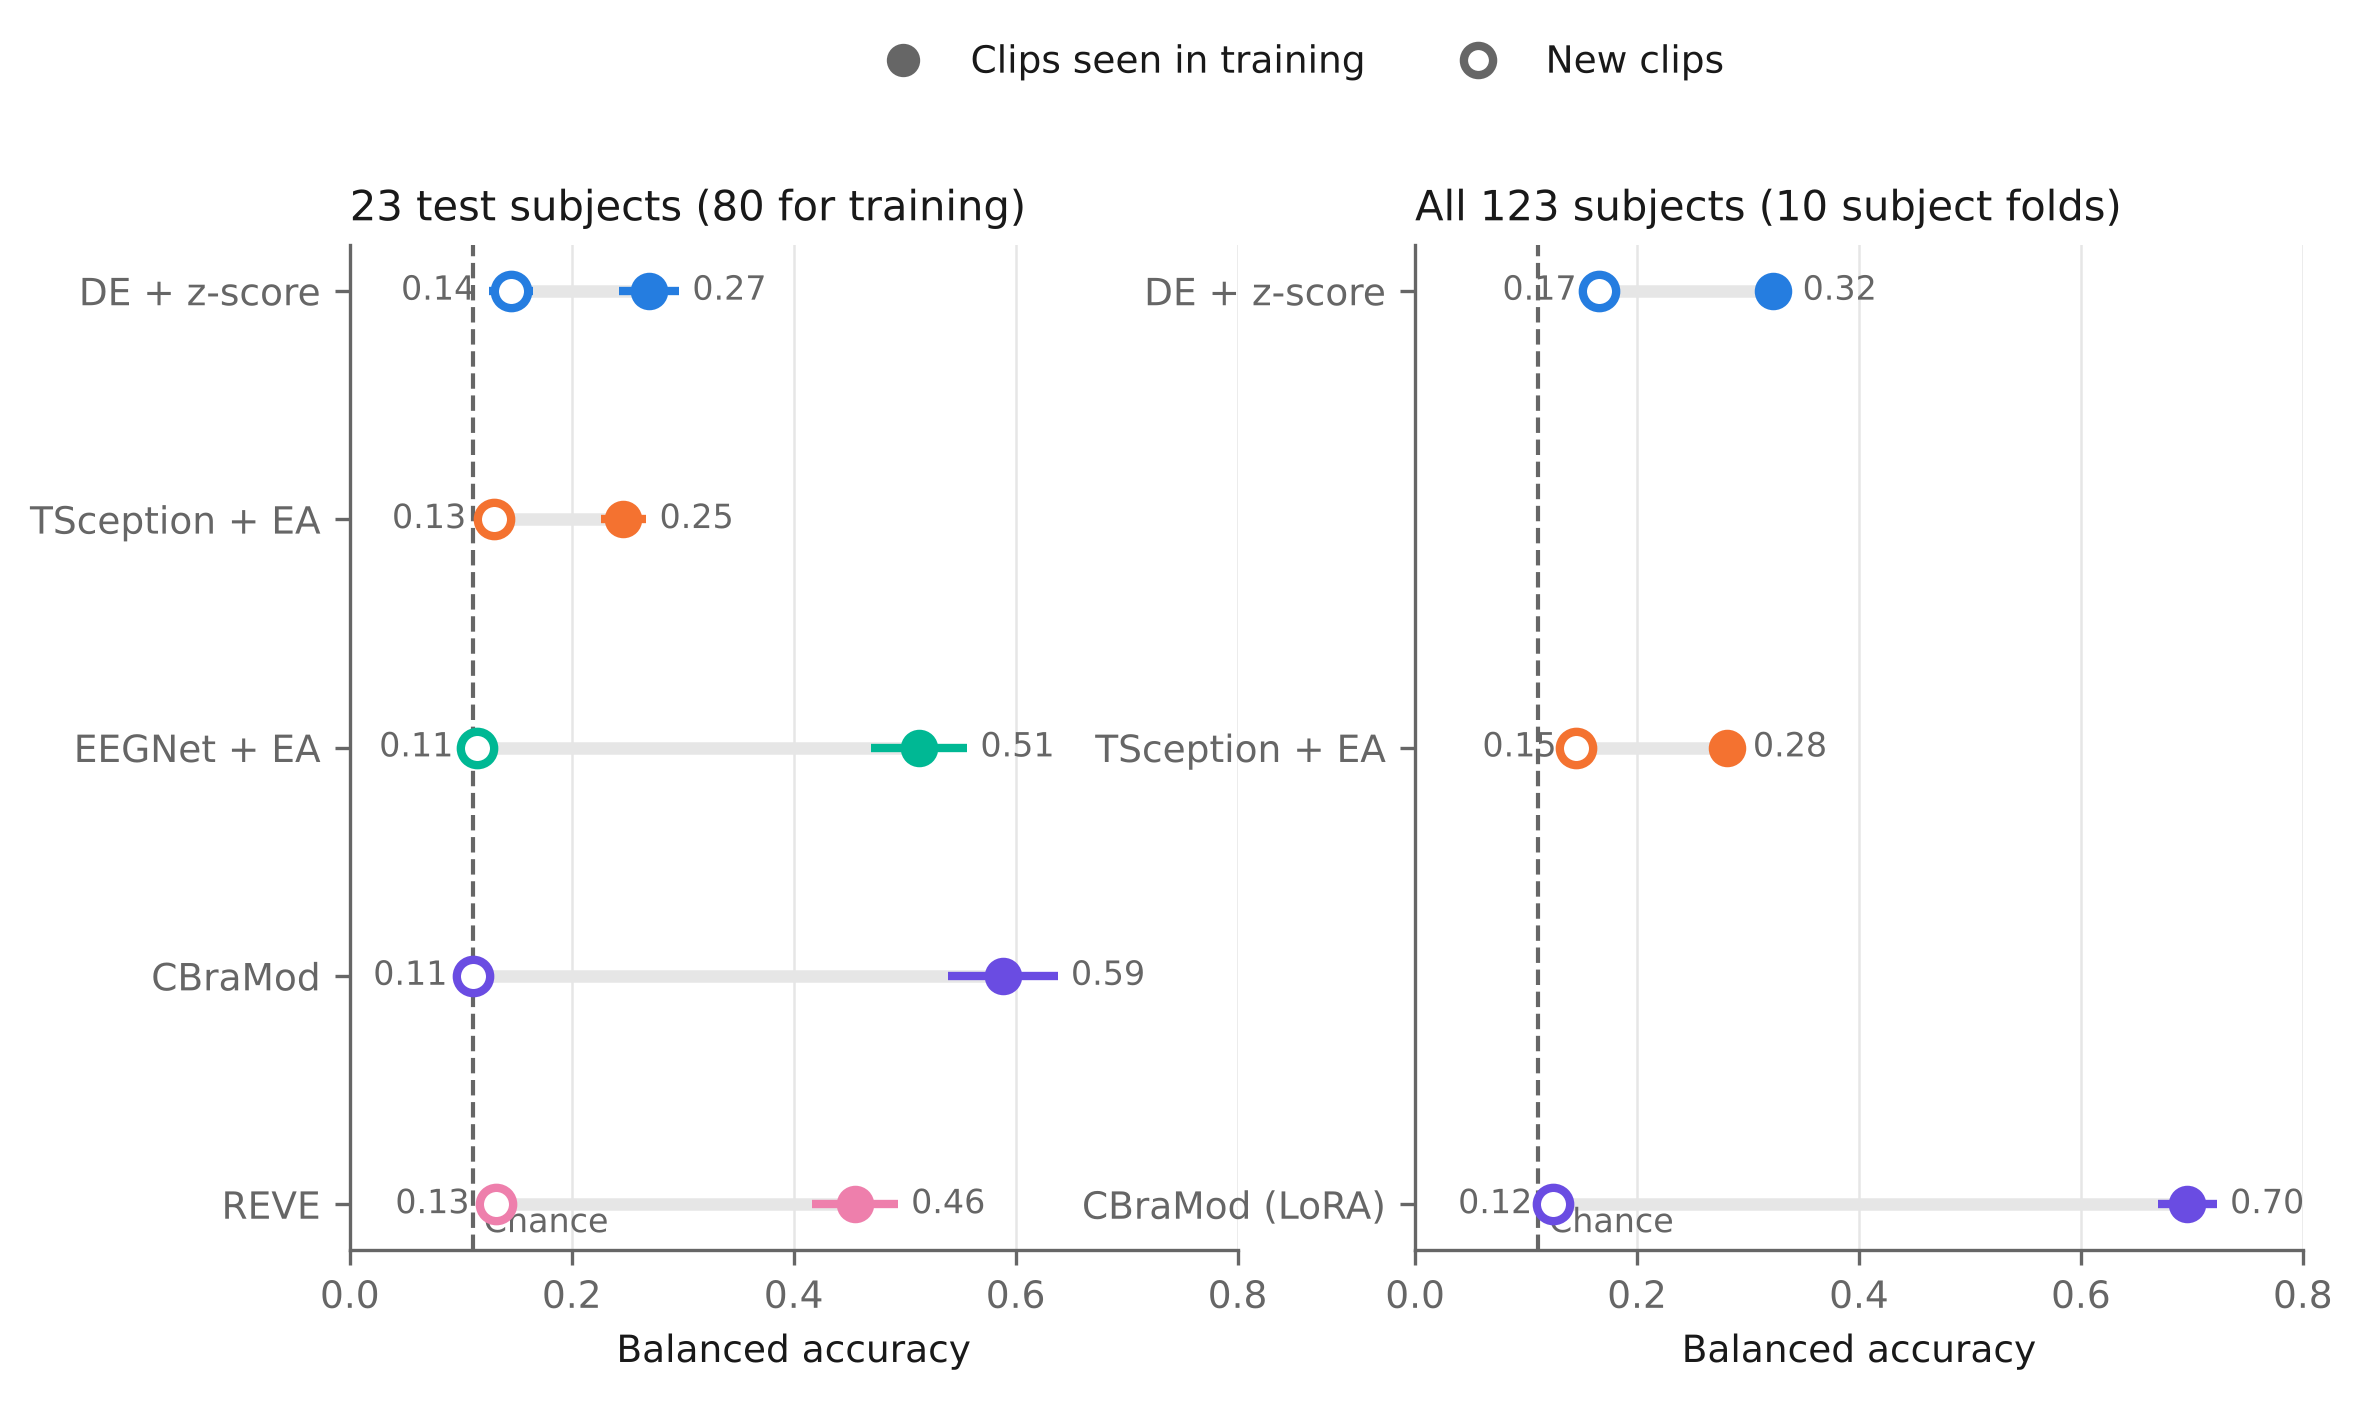 Clips seen in training
New clips
23 test subjects (80 for training)
DE + z-score
0.14
0.27
TSception + EA
0.13
0.25
EEGNet + EA
0.11
0.51
CBraMod
0.11
0.59
REVE
0.13
0.46
Chance
0.0 0.2 0.4 0.6 0.8
Balanced accuracy
All 123 subjects (10 subject folds)
DE + z-score
0.17
0.32
TSception + EA
0.15
0.28
CBraMod (LoRA)
0.12
0.70
Chance
0.0 0.2 0.4 0.6 0.8
Balanced accuracy